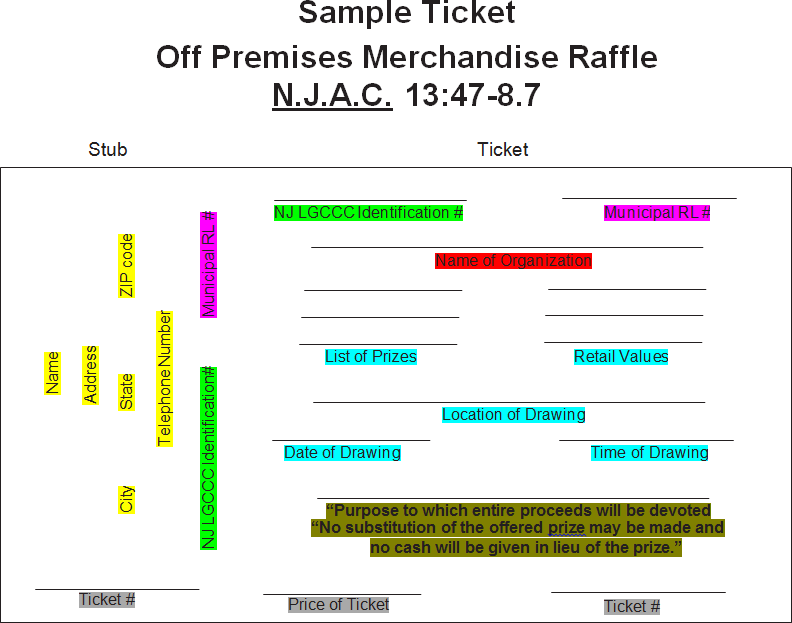 Sample Ticket
Off Premises Merchandise Raffle
N.J.A.C. 13:47-8.7
Stub
Ticket
Name
Address
City State ZIP code
Telephone Number
NJ LGCCC Identification# Municipal RL #
Ticket #
NJ LGCCC Identification # Municipal RL #
Name of Organization
List of Prizes Retail Values
Location of Drawing
Date of Drawing Time of Drawing
“Purpose to which entire proceeds will be devoted
“No substitution of the offered prize may be made and
no cash will be given in lieu of the prize.”
Price of Ticket Ticket #